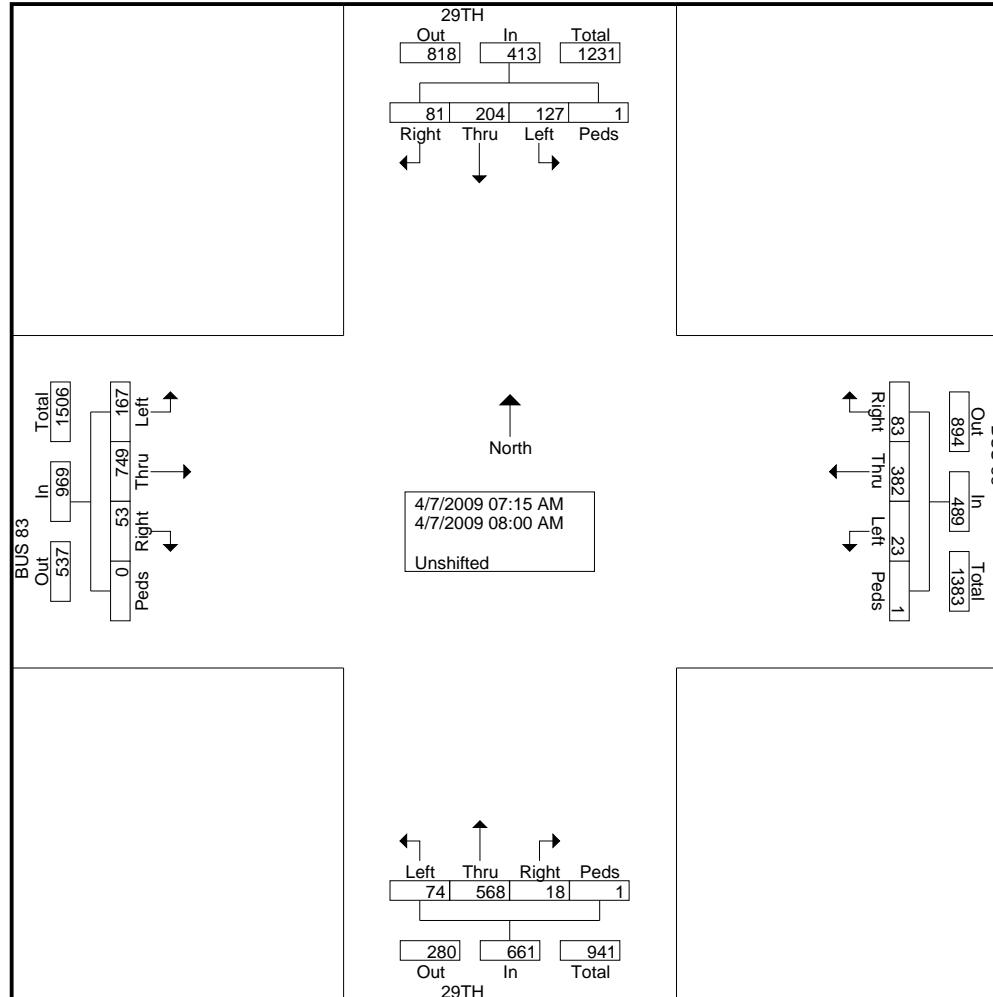 29TH
Out In Total
818 413 1231
81 204 127 1
Right Thru Left Peds
Total In Out
1506 969 537
BUS 83
167 749 53 0
Left Thru Right Peds
North
4/7/2009 07:15 AM
4/7/2009 08:00 AM
Unshifted
Right Thru Left Peds
83 382 23 1
Out In Total
894 489 1383
Left Thru Right Peds
74 568 18 1
280 661 941
Out In Total
29TH